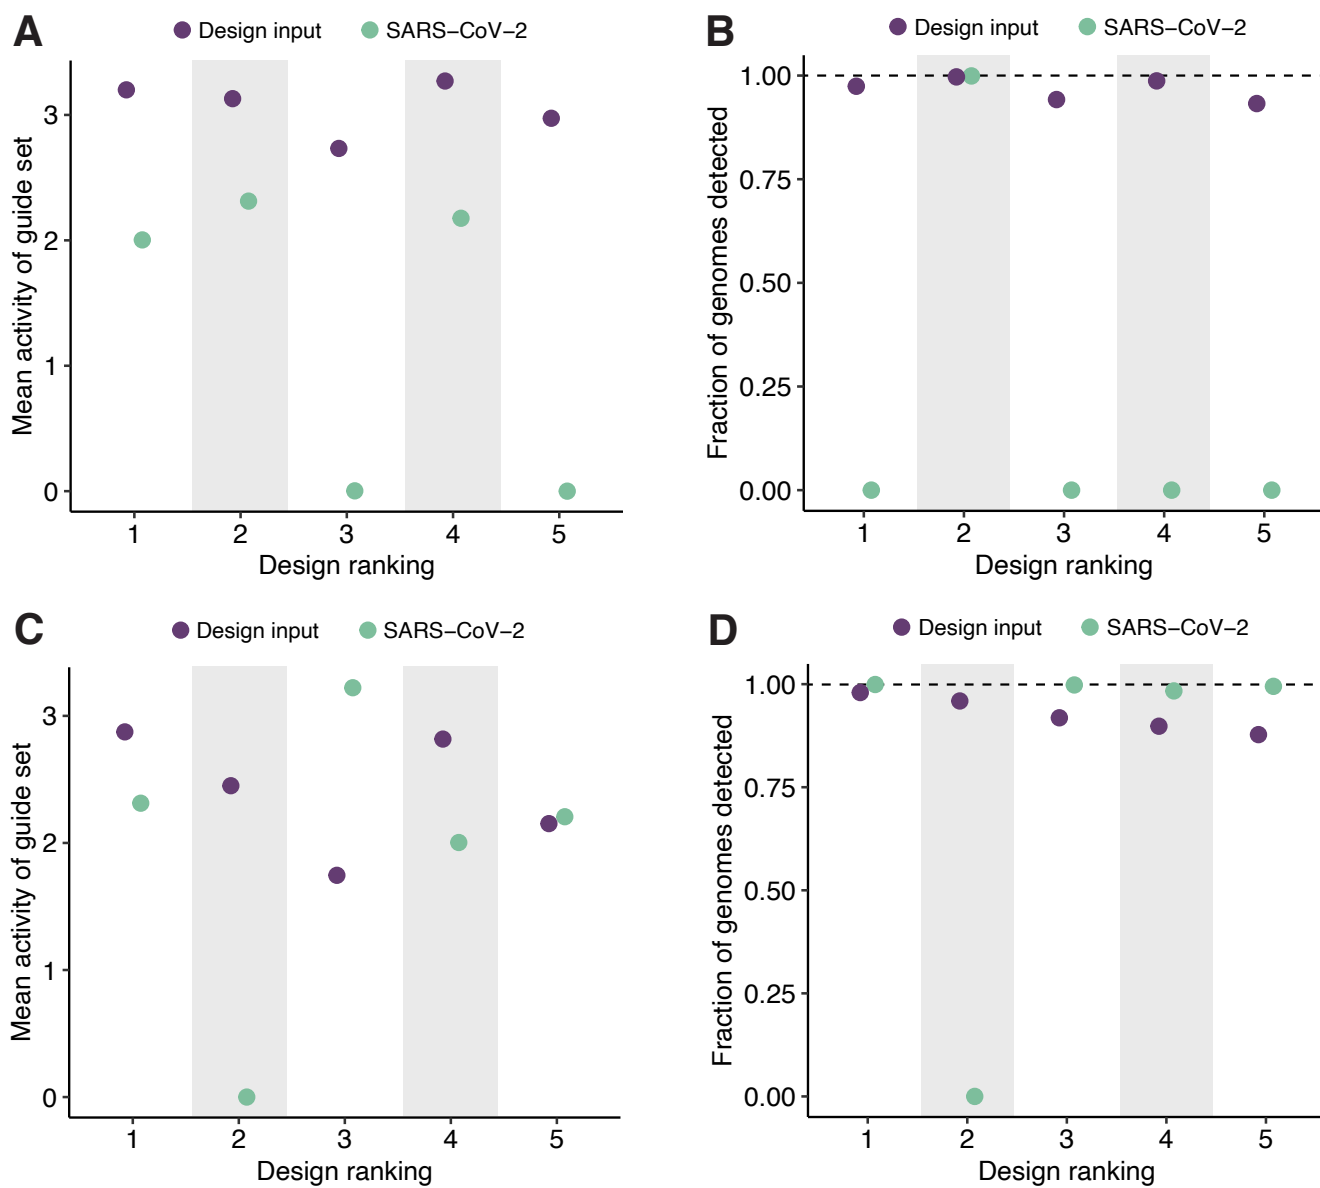 A
Design input
SARS−CoV−2
Mean activity of guide set
3
2
1
0
1 2 3 4 5
Design ranking
B
Design input
SARS−CoV−2
Fraction of genomes detected
1.00
0.75
0.50
0.25
0.00
1 2 3 4 5
Design ranking
C
Design input
SARS−CoV−2
Mean activity of guide set
3
2
1
0
1 2 3 4 5
Design ranking
D
Design input
SARS−CoV−2
Fraction of genomes detected
1.00
0.75
0.50
0.25
0.00
1 2 3 4 5
Design ranking